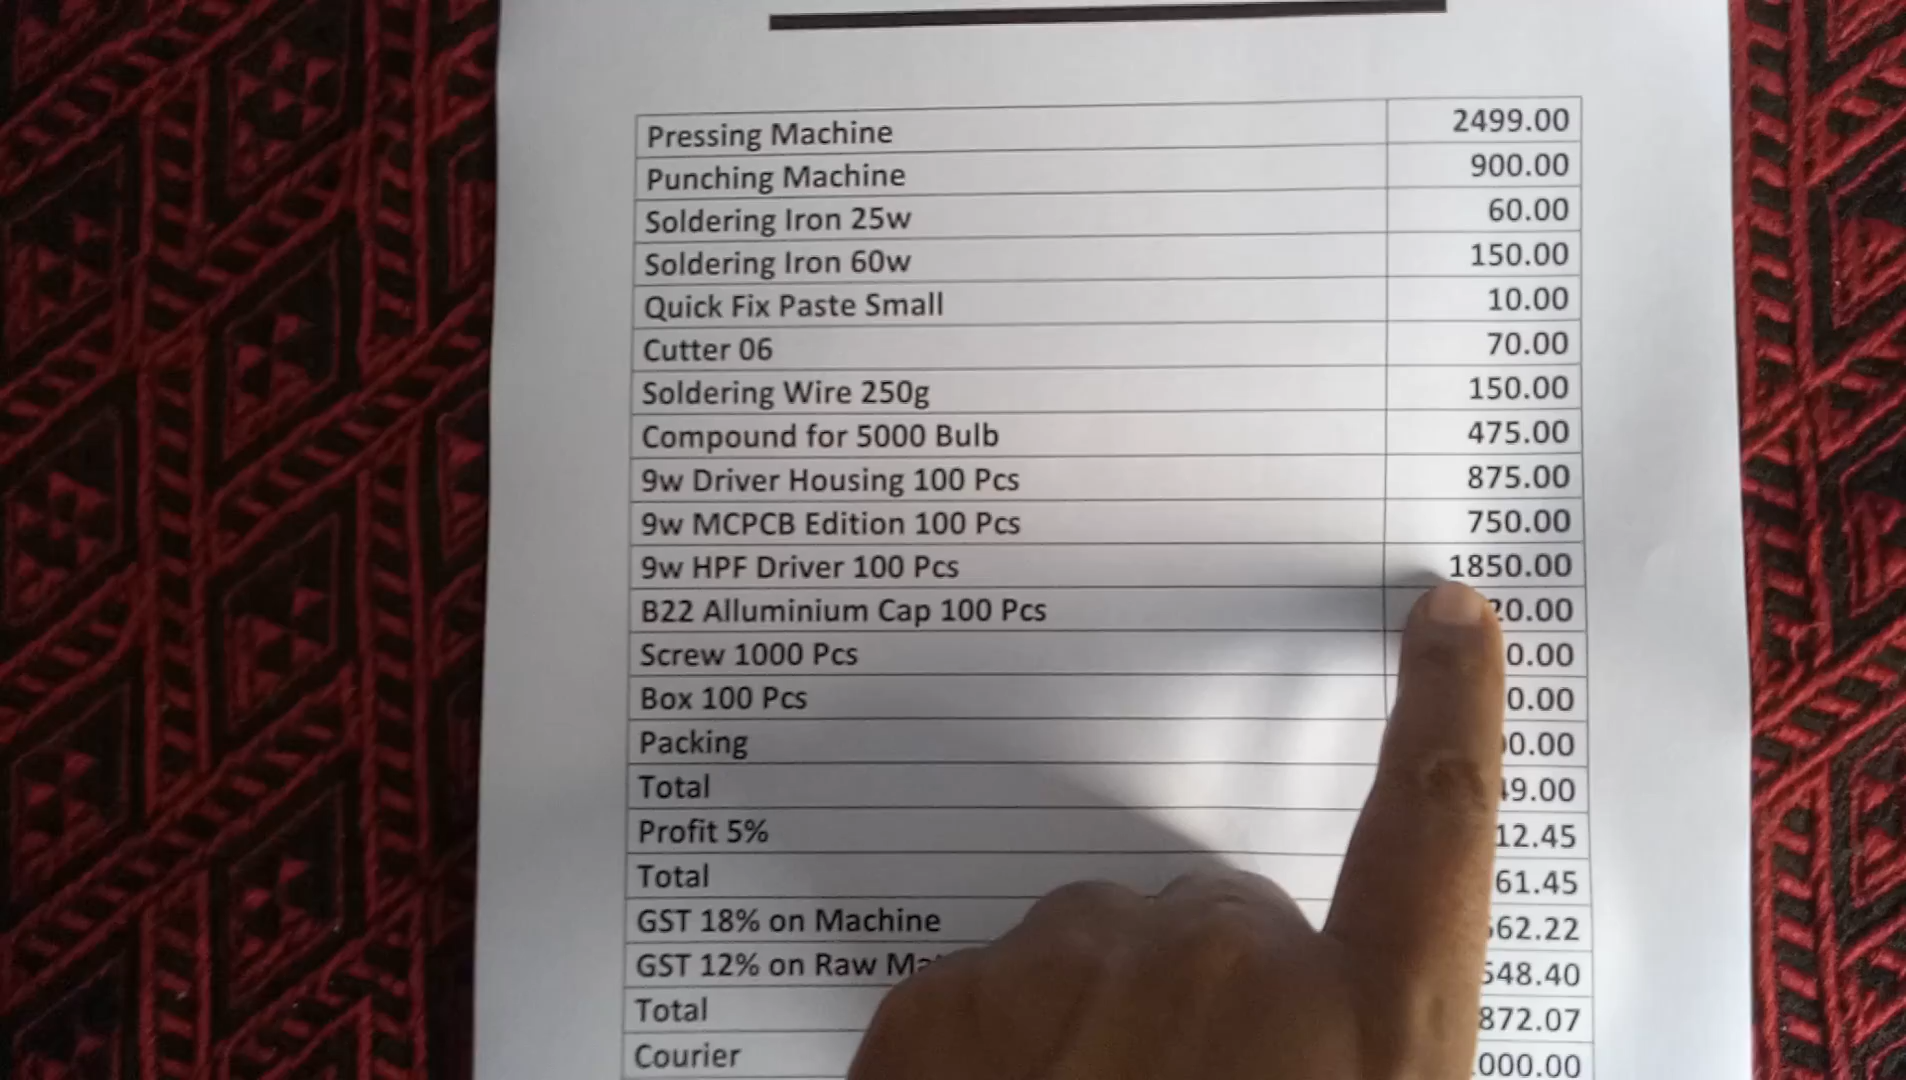 Pressing Machine 2499.00
Punching Machine 900.00
Soldering Iron 25w 60.00
Soldering Iron 60w 150.00
Quick Fix Paste Small 10.00
Cutter 06 70.00
Soldering Wire 250g 150.00
Compound for 5000 Bulb 475.00
9w Driver Housing 100 Pcs 875.00
9w MCPCB Edition 100 Pcs 750.00
9w HPF Driver 100 Pcs 1850.00
B22 Alluminium Cap 100 Pcs
Screw 1000 Pcs
Box 100 Pcs
Packing
Total
Profit 5%
Total
GST 18% on Machine
GST 12% on Raw
Total
Courier